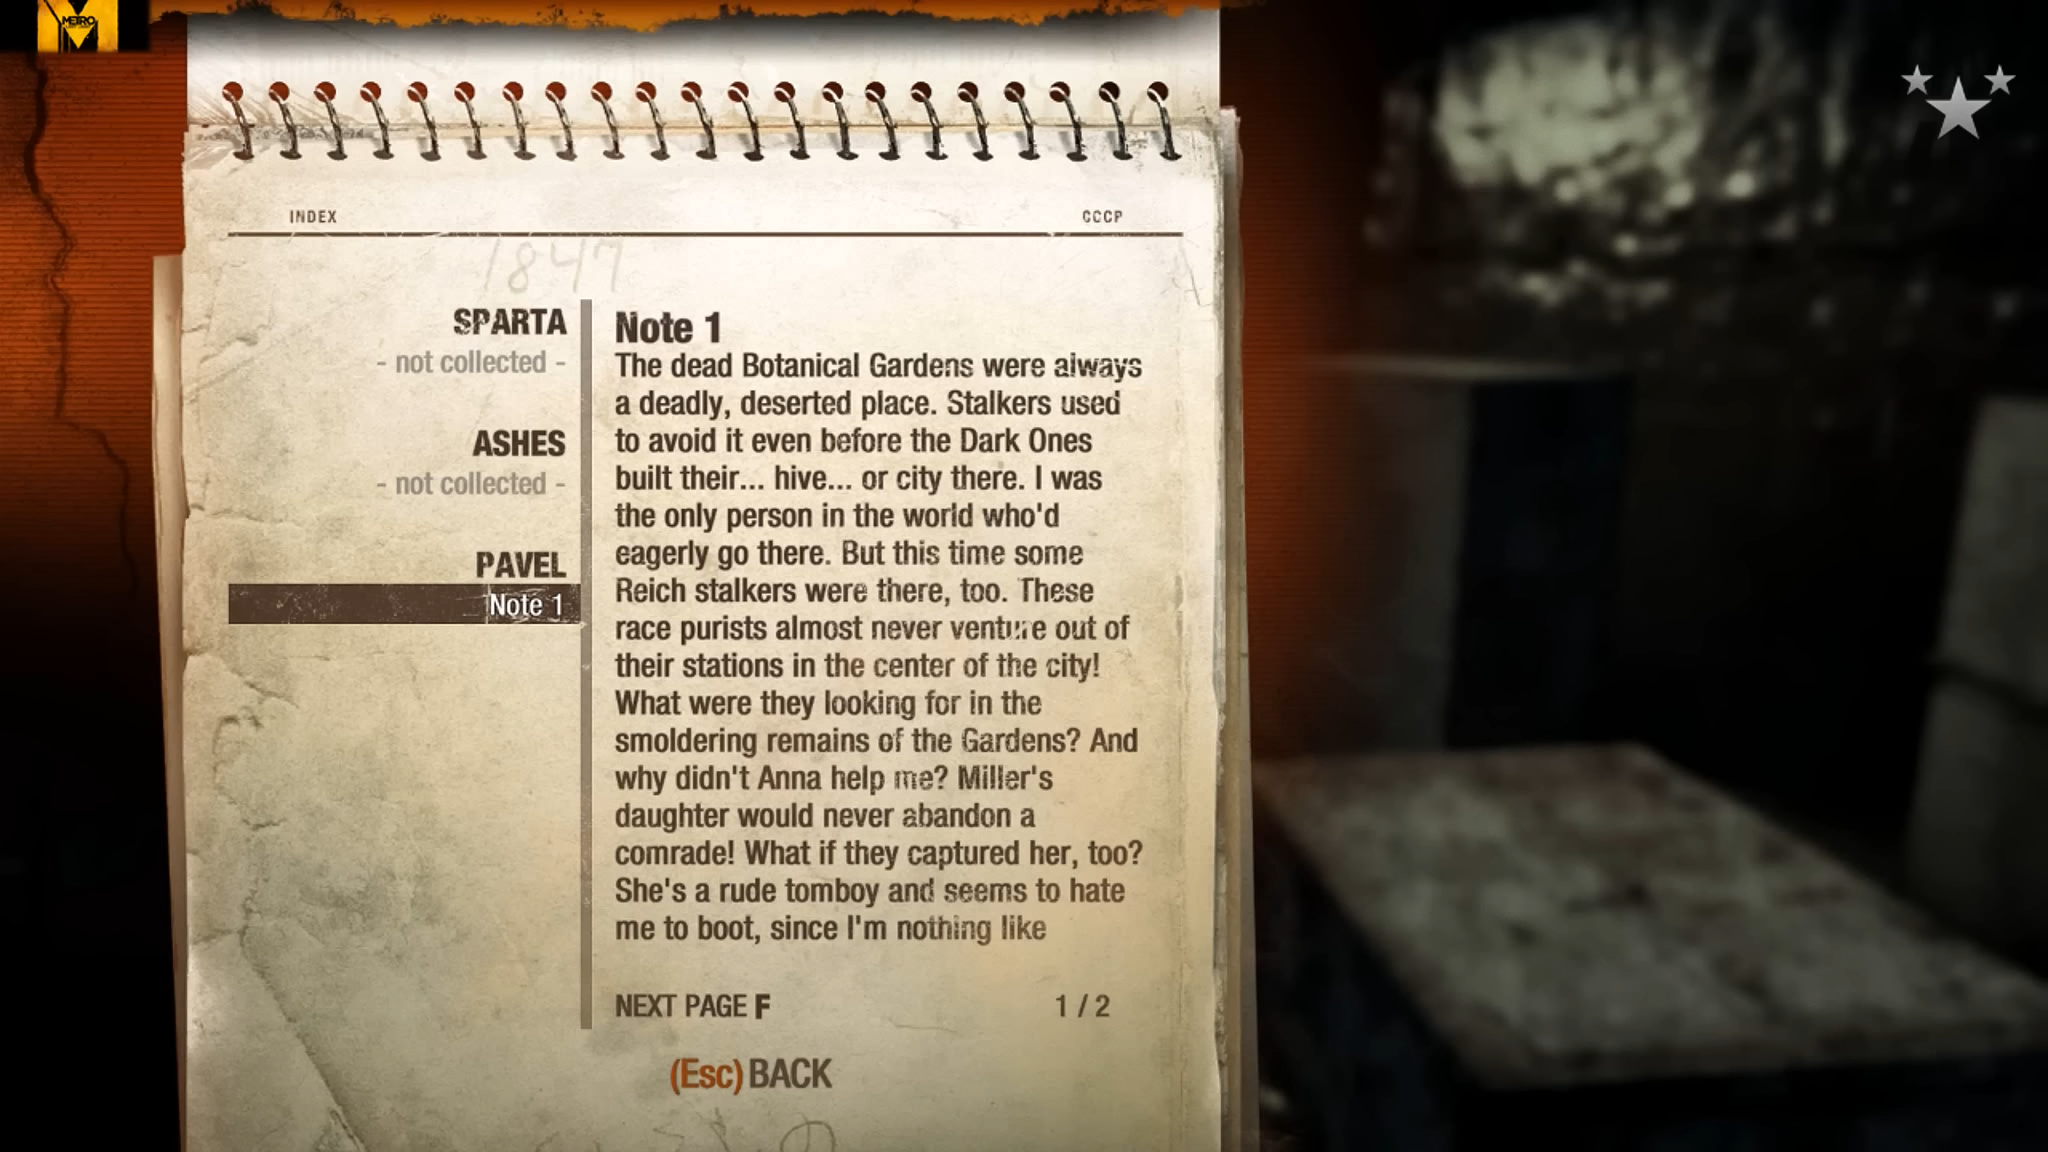 METRO
INDEX
CCCP
1847
SPARTA
- not collected -
ASHES
- not collected -
PAVEL
Note 1
Note 1
The dead Botanical Gardens were always
a deadly, deserted place. Stalkers used
to avoid it even before the Dark Ones
built their... hive... or city there. I was
the only person in the world who'd
eagerly go there. But this time some
Reich stalkers were there, too. These
race purists almost never venture out of
their stations in the center of the city!
What were they looking for in the
smoldering remains of the Gardens? And
why didn't Anna help me? Miller's
daughter would never abandon a
comrade! What if they captured her, too?
She's a rude tomboy and seems to hate
me to boot, since I'm nothing like
NEXT PAGE F
1 / 2
(Esc) BACK